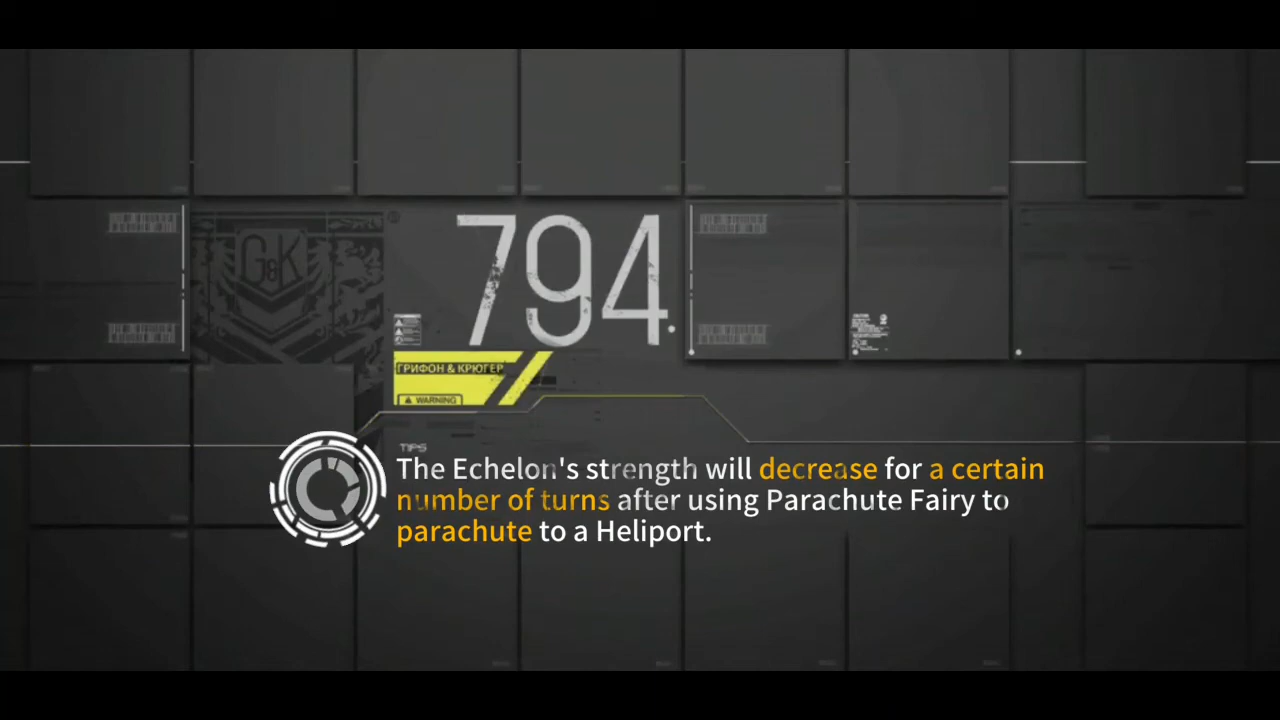 G&K
794.
ГРИФОН & КРЮГЕР
WARNING
TIPS
The Echelon's strength will decrease for a certain
number of turns after using Parachute Fairy to
parachute to a Heliport.